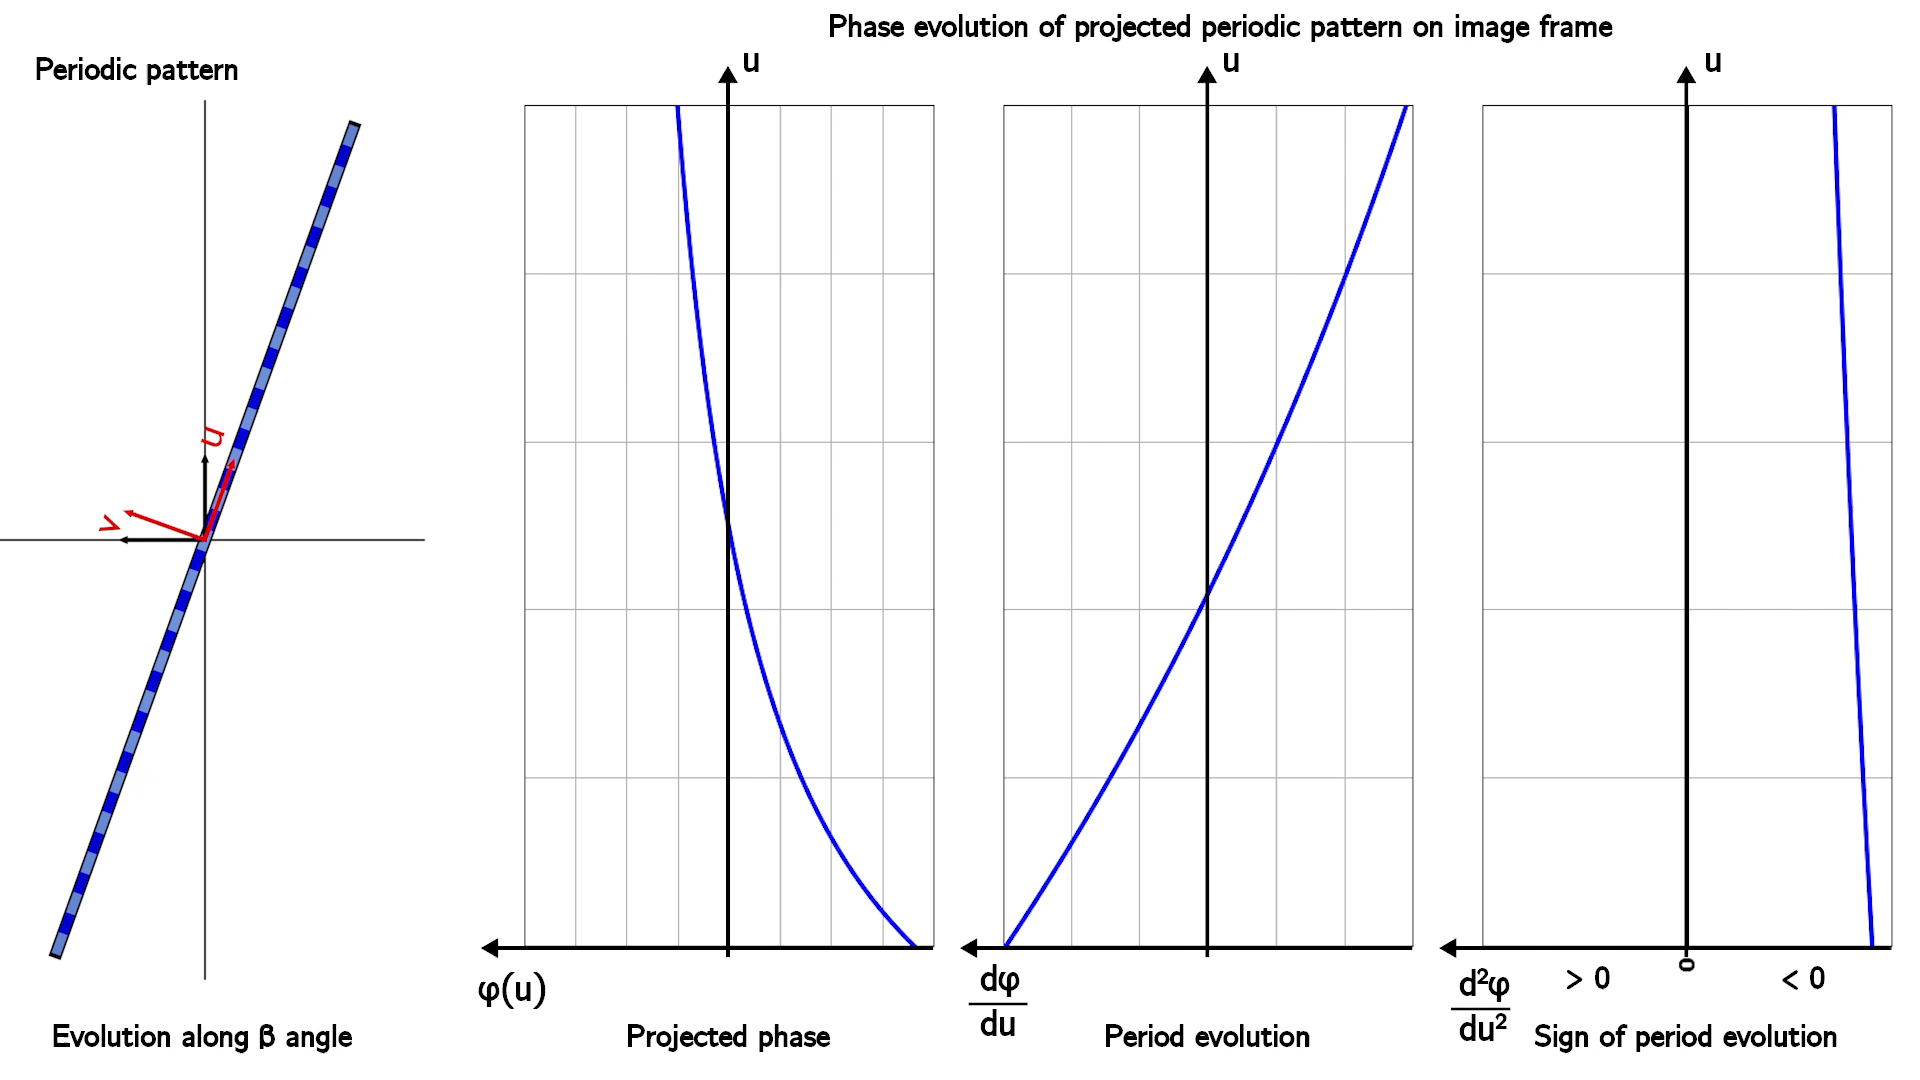 Phase evolution of projected periodic pattern on image frame
Periodic pattern
u
u
u
u
v
φ(u)
dφ
du
d²φ
du²
> 0
0
< 0
Evolution along β angle
Projected phase
Period evolution
Sign of period evolution